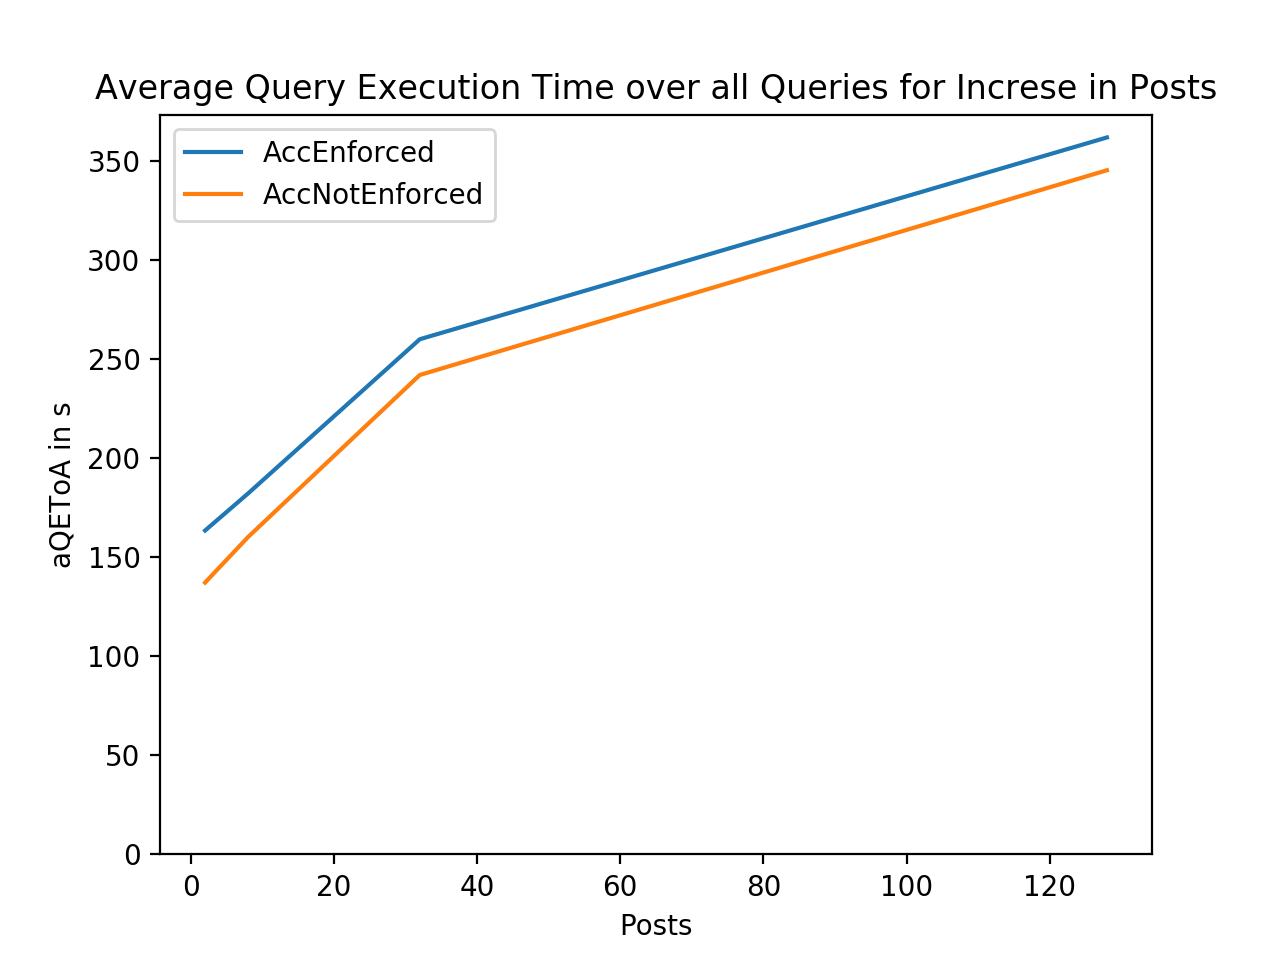 Average Query Execution Time over all Queries for Increse in Posts
AccEnforced
AccNotEnforced
350
300
250
200
150
100
50
0
aQEToA in s
0 20 40 60 80 100 120
Posts